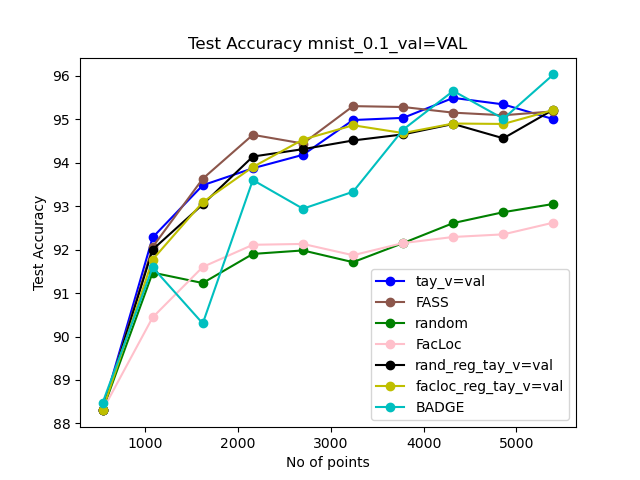 Test Accuracy mnist_0.1_val=VAL
96
95
94
93
92
91
90
89
88
Test Accuracy
1000
2000
3000
4000
5000
No of points
tay_v=val
FASS
random
FacLoc
rand_reg_tay_v=val
facloc_reg_tay_v=val
BADGE